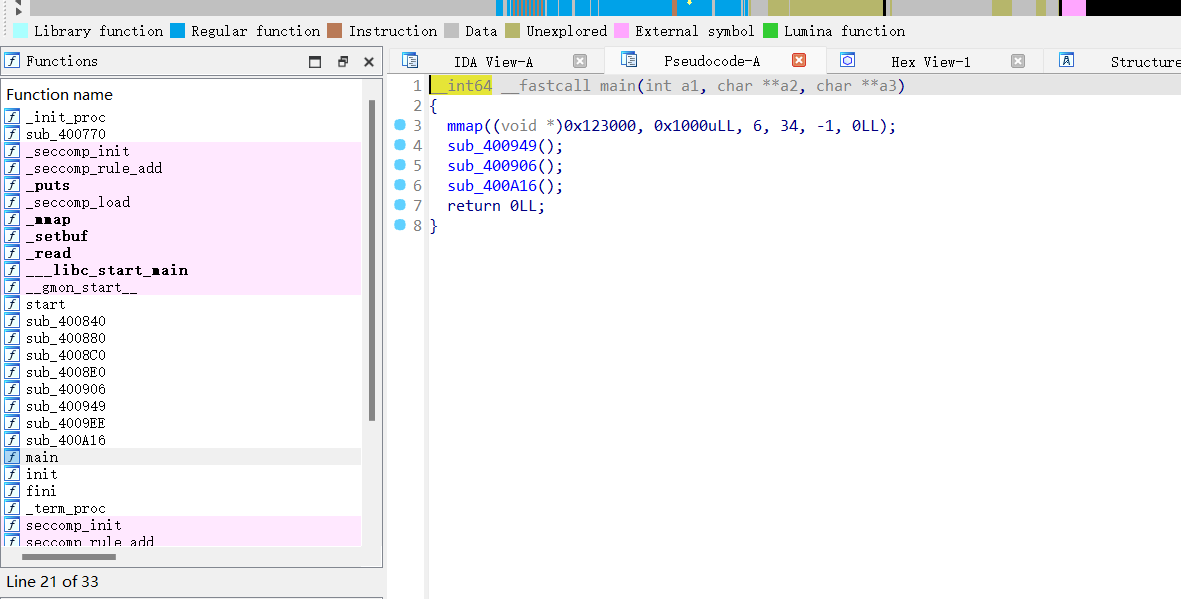 Library function Regular function Instruction Data Unexplored External symbol Lumina function
Functions
IDA View-A Pseudocode-A Hex View-1 Structure
Function name
f _init_proc
f sub_400770
f _seccomp_init
f _seccomp_rule_add
f _puts
f _seccomp_load
f _mmap
f _setbuf
f _read
f ___libc_start_main
f __gmon_start__
f start
f sub_400840
f sub_400880
f sub_4008C0
f sub_4008E0
f sub_400906
f sub_400949
f sub_4009EE
f sub_400A16
f main
f init
f fini
f _term_proc
f seccomp_init
f seccomp_rule_add
Line 21 of 33
1 __int64 __fastcall main(int a1, char **a2, char **a3)
2 {
3 mmap((void *)0x123000, 0x1000uLL, 6, 34, -1, 0LL);
4 sub_400949();
5 sub_400906();
6 sub_400A16();
7 return 0LL;
8 }